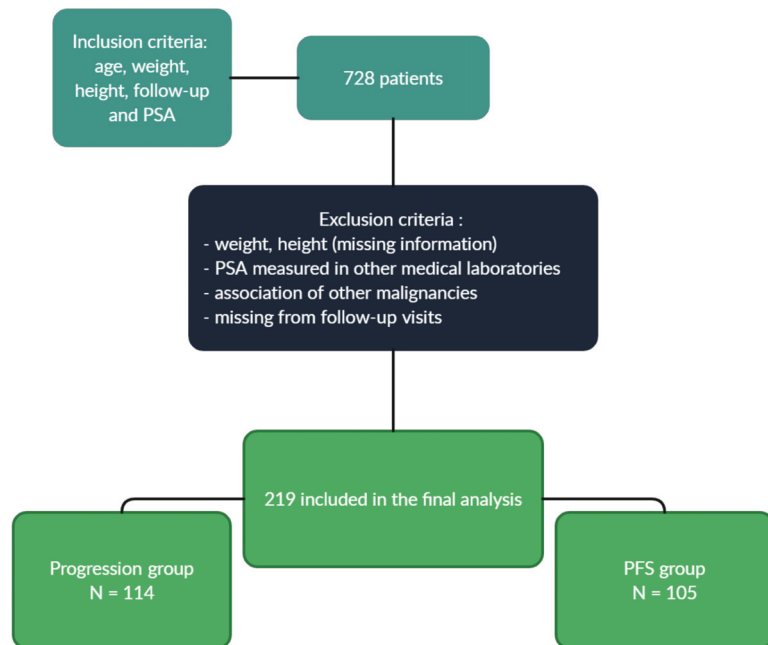 Inclusion criteria:
age, weight,
height, follow-up
and PSA
728 patients
Exclusion criteria :
- weight, height (missing information)
- PSA measured in other medical laboratories
- association of other malignancies
- missing from follow-up visits
219 included in the final analysis
Progression group
N = 114
PFS group
N = 105